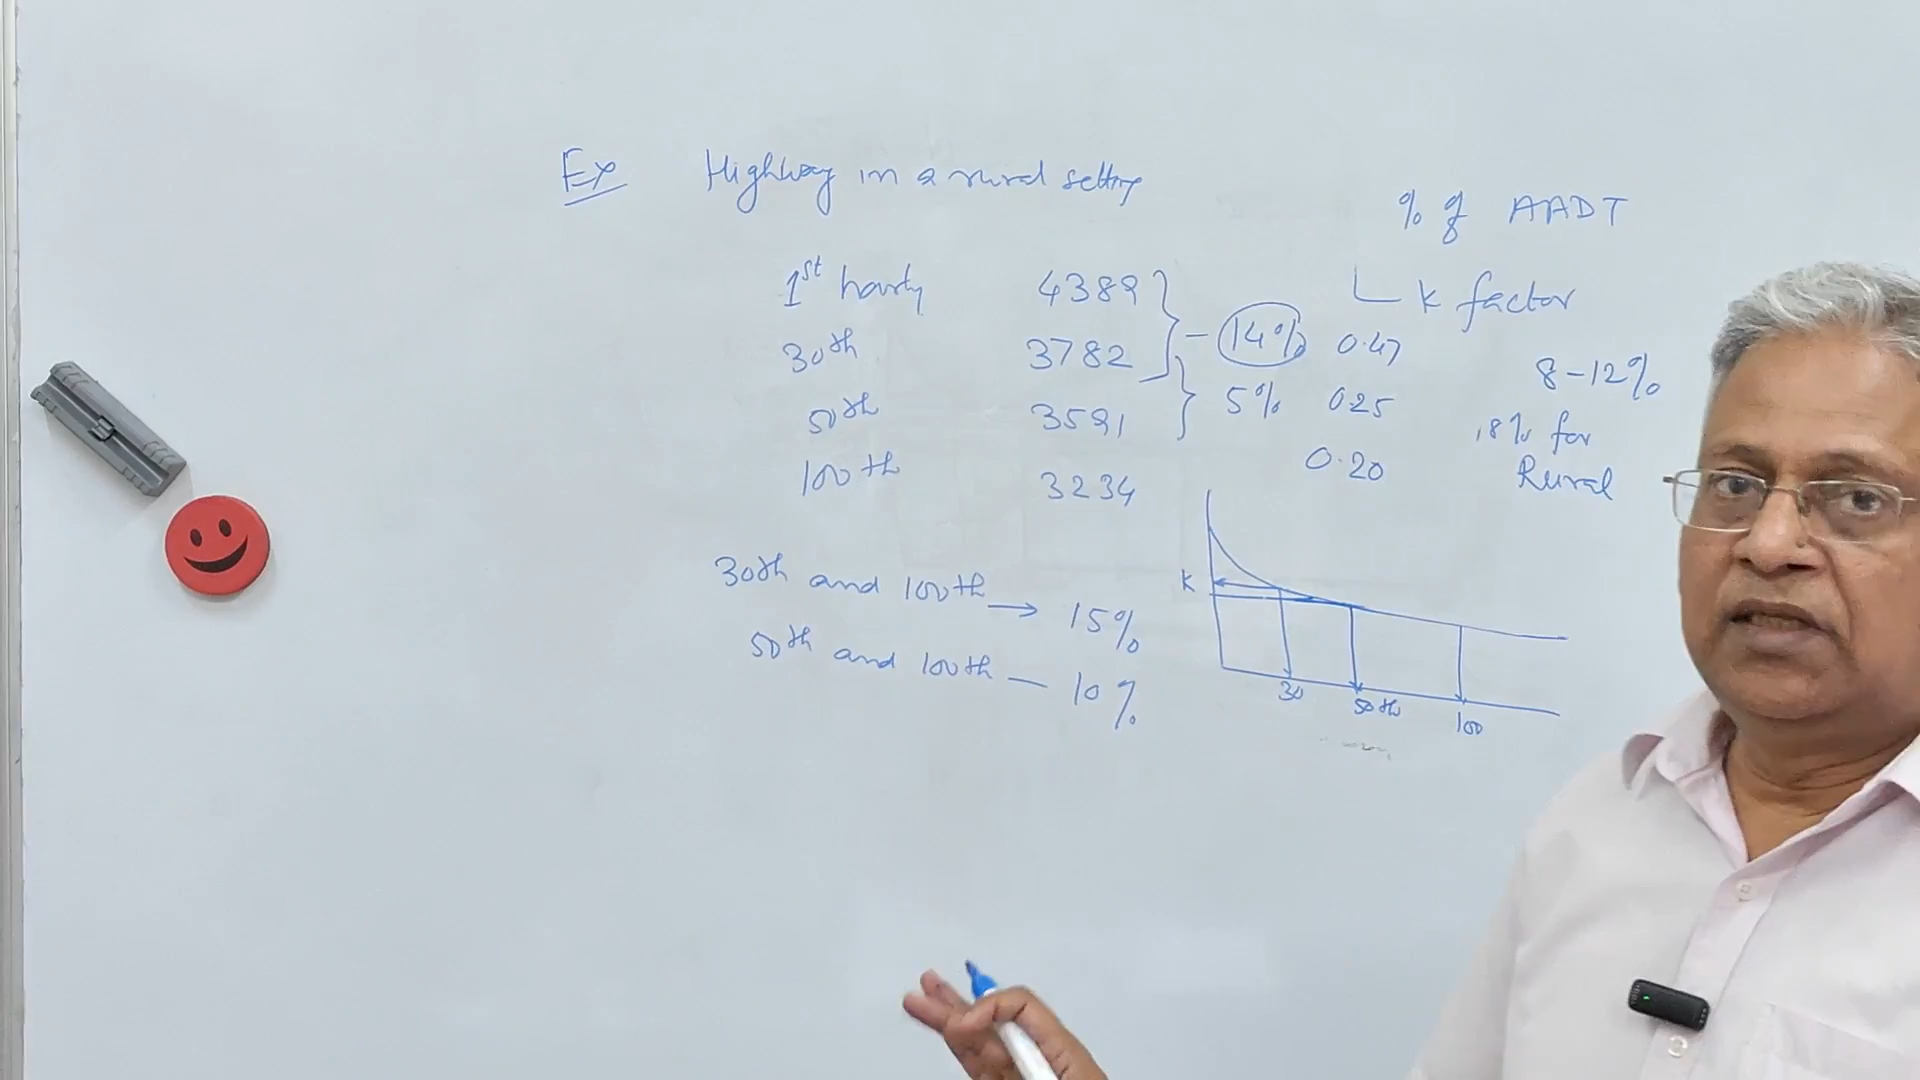 Ex Highway in a rural setting
% of AADT
K factor
1st hourly 4389 14% 0.47
30th 3782
50th 3591 5% 0.25
100th 3234 0.20
8-12%
18% for
Rural
30th and 100th → 15%
50th and 100th — 10%
K
30 50th 100